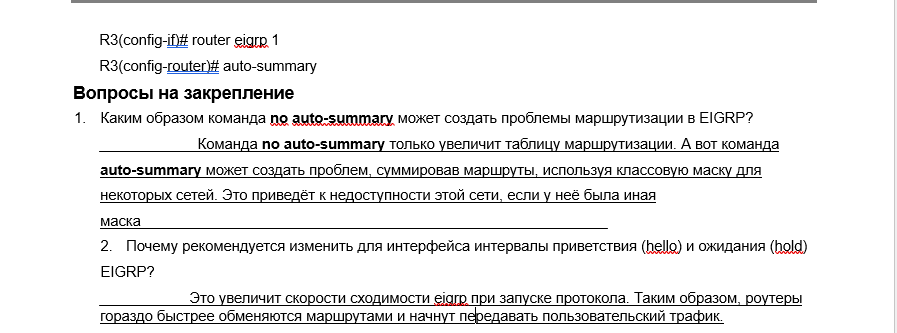 R3(config-if)# router eigrp 1
R3(config-router)# auto-summary
Вопросы на закрепление
1. Каким образом команда no auto-summary может создать проблемы маршрутизации в EIGRP?
Команда no auto-summary только увеличит таблицу маршрутизации. А вот команда
auto-summary может создать проблем, суммировав маршруты, используя классовую маску для
некоторых сетей. Это приведёт к недоступности этой сети, если у неё была иная
маска
2. Почему рекомендуется изменить для интерфейса интервалы приветствия (hello) и ожидания (hold)
EIGRP?
Это увеличит скорости сходимости eigrp при запуске протокола. Таким образом, роутеры
гораздо быстрее обменяются маршрутами и начнут передавать пользовательский трафик.